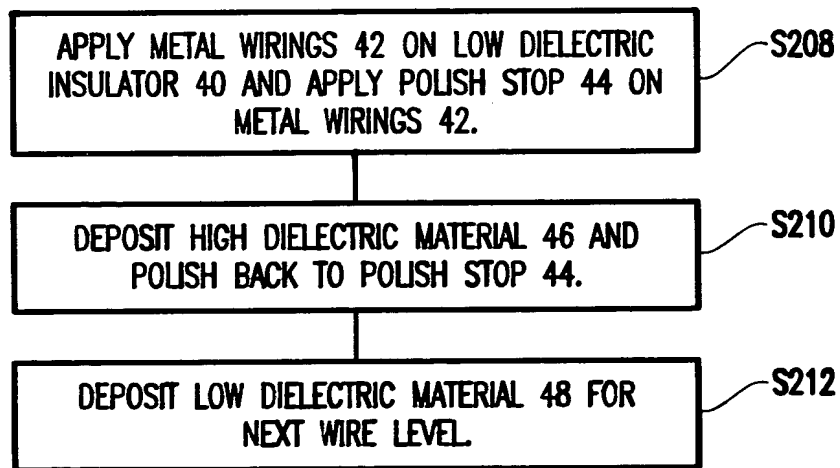 APPLY METAL WIRINGS 42 ON LOW DIELECTRIC
INSULATOR 40 AND APPLY POLISH STOP 44 ON
METAL WIRINGS 42.
S208
DEPOSIT HIGH DIELECTRIC MATERIAL 46 AND
POLISH BACK TO POLISH STOP 44.
S210
DEPOSIT LOW DIELECTRIC MATERIAL 48 FOR
NEXT WIRE LEVEL.
S212